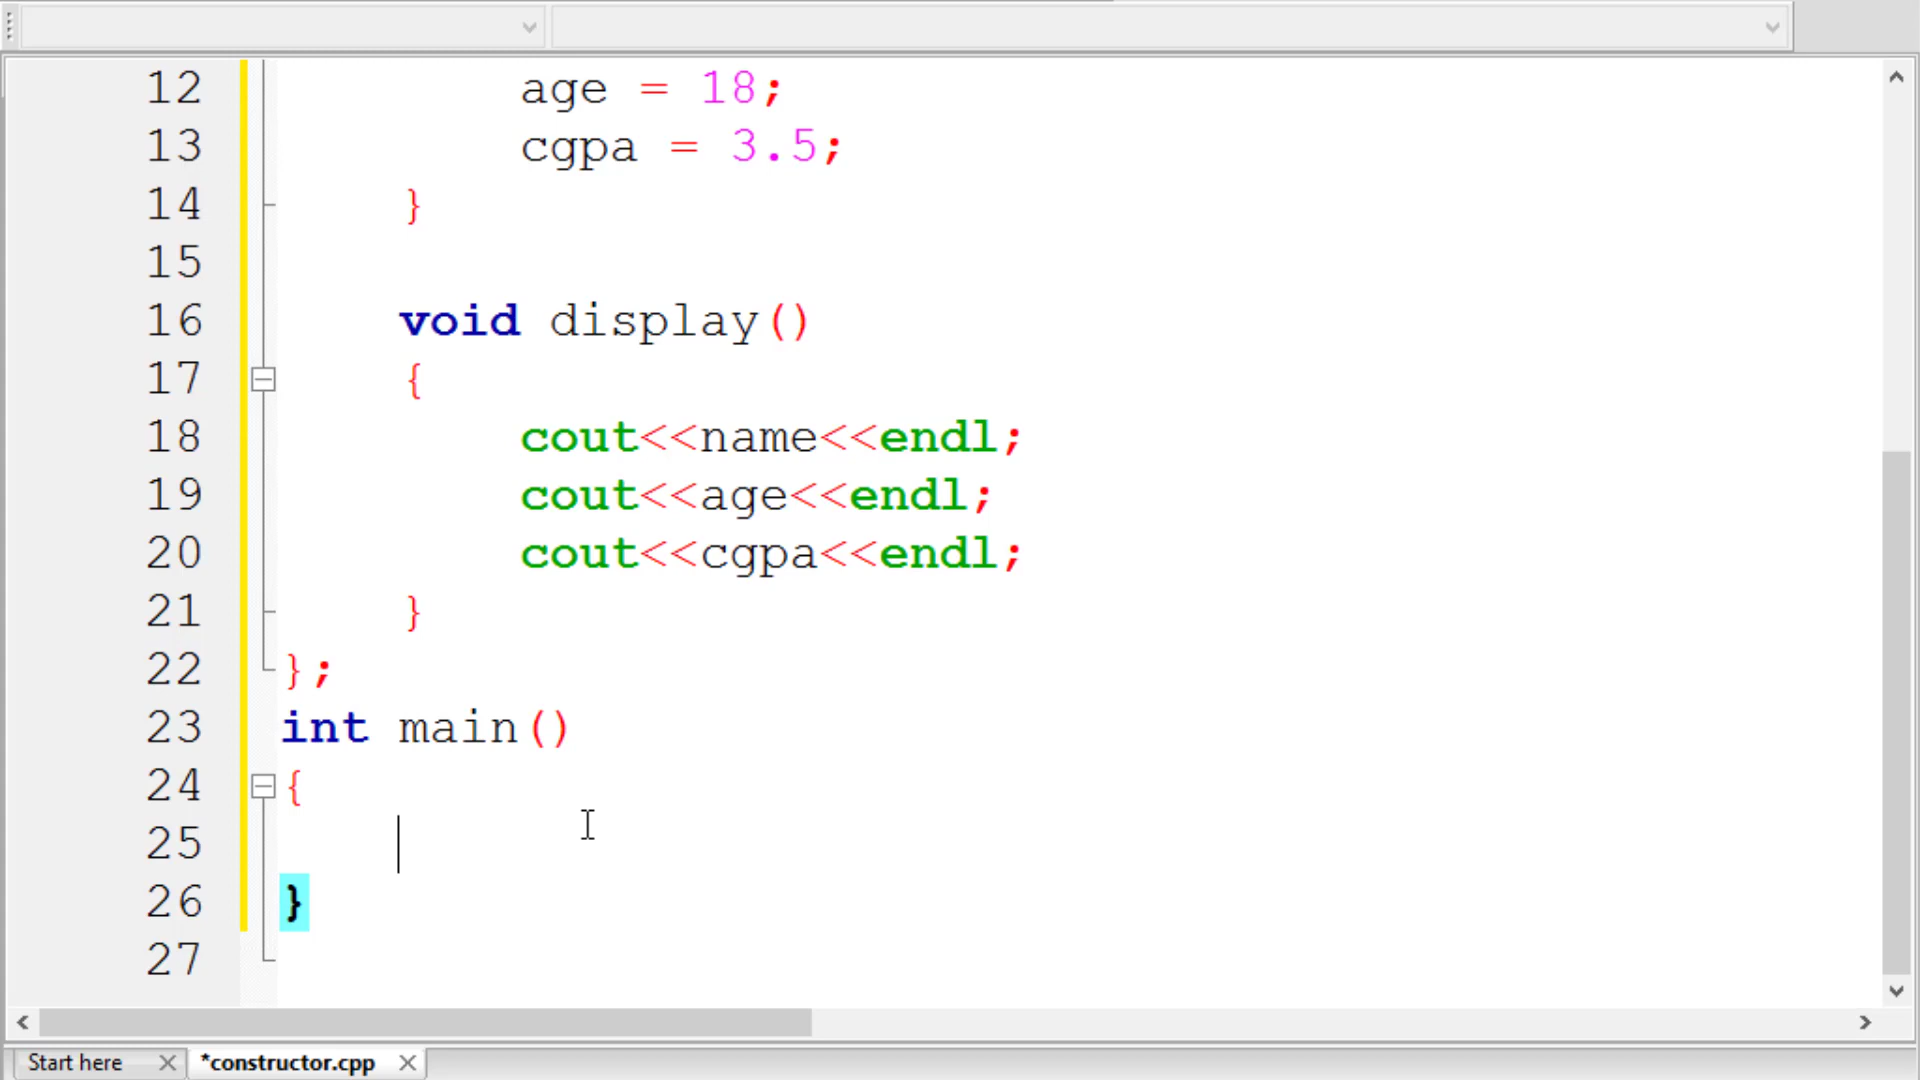 12 age = 18;
13 cgpa = 3.5;
14 }
15
16 void display()
17 {
18 cout<<name<<endl;
19 cout<<age<<endl;
20 cout<<cgpa<<endl;
21 }
22 };
23 int main()
24 {
25
26 }
27
Start here *constructor.cpp